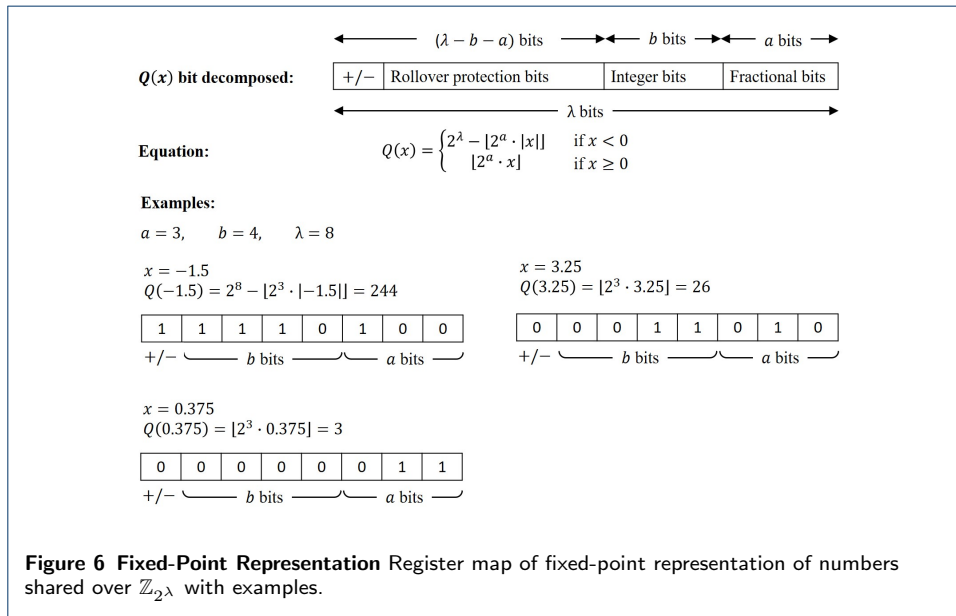 (λ − b − a) bits b bits a bits
Q(x) bit decomposed: +/− Rollover protection bits Integer bits Fractional bits
λ bits
Equation: Q(x) = {2^λ − ⌊2^a · |x|⌋ if x < 0
⌊2^a · x⌋ if x ≥ 0
Examples:
a = 3, b = 4, λ = 8
x = −1.5
Q(−1.5) = 2^8 − ⌊2^3 · |−1.5|⌋ = 244
1 1 1 1 0 1 0 0
+/− b bits a bits
x = 3.25
Q(3.25) = ⌊2^3 · 3.25⌋ = 26
0 0 0 1 1 0 1 0
+/− b bits a bits
x = 0.375
Q(0.375) = ⌊2^3 · 0.375⌋ = 3
0 0 0 0 0 0 1 1
+/− b bits a bits
Figure 6 Fixed-Point Representation Register map of fixed-point representation of numbers
shared over ℤ_2^λ with examples.